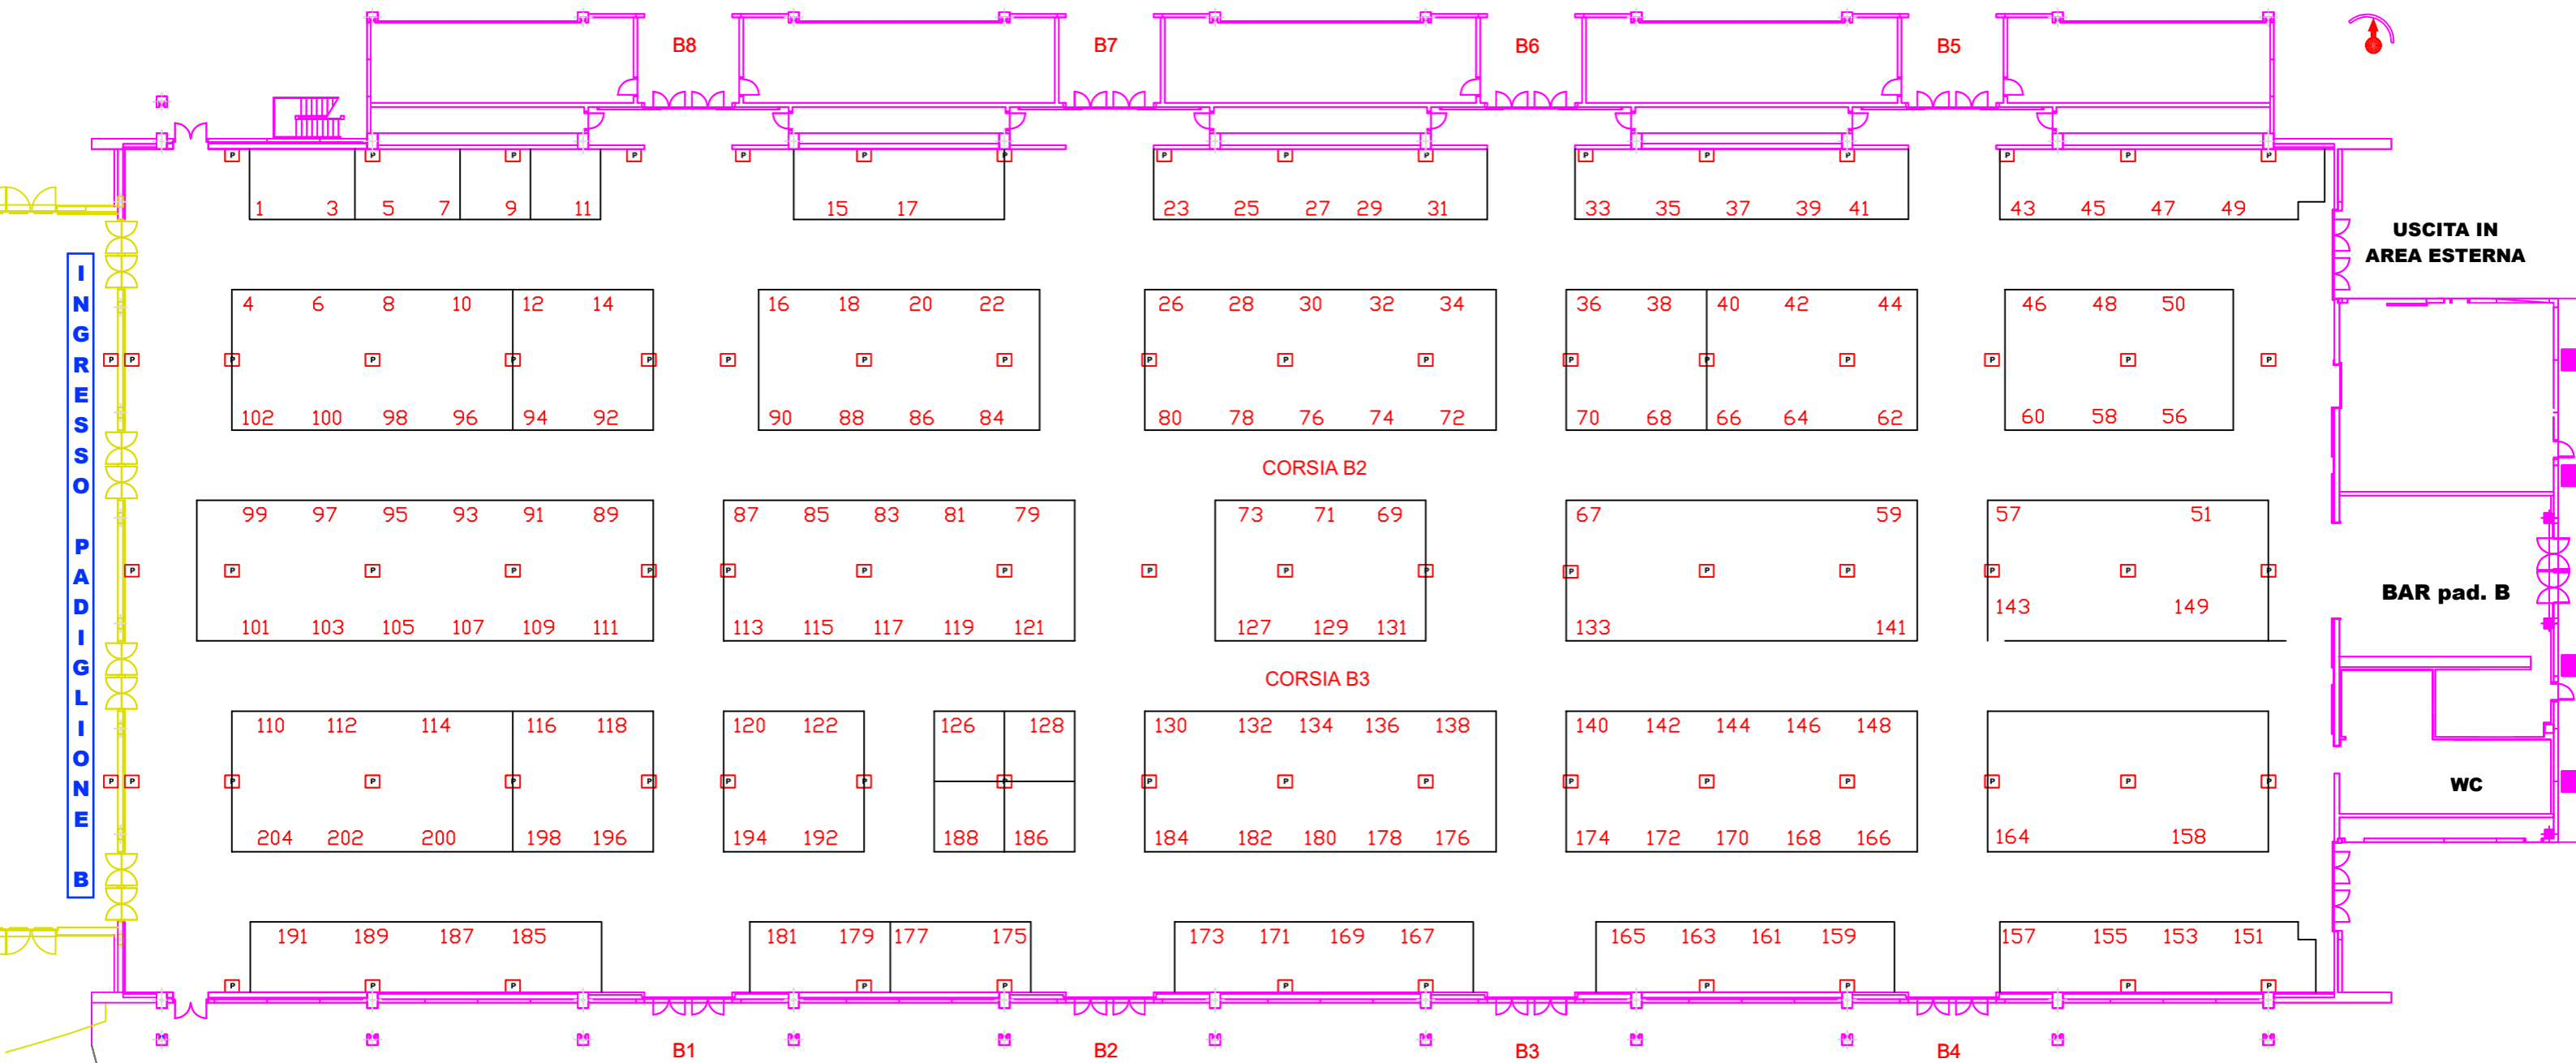 B8 B7 B6 B5
P P P P P P P P P P P P P P P P
1 3 5 7 9 11 15 17 23 25 27 29 31 33 35 37 39 41 43 45 47 49
USCITA IN
AREA ESTERNA
INGRESSO PADIGLIONE B
4 6 8 10 12 14 16 18 20 22 26 28 30 32 34 36 38 40 42 44 46 48 50
P P P P P P P P P P P P P P P P P P
102 100 98 96 94 92 90 88 86 84 80 78 76 74 72 70 68 66 64 62 60 58 56
CORSIA B2
99 97 95 93 91 89 87 85 83 81 79 73 71 69 67 59 57 51
P P P P P P P P P P P P P P P P P
BAR pad. B
143 149
101 103 105 107 109 111 113 115 117 119 121 127 129 131 133 141
CORSIA B3
110 112 114 116 118 120 122 126 128 130 132 134 136 138 140 142 144 146 148
P P P P P P P P P P P P P P P P P P
WC
204 202 200 198 196 194 192 188 186 184 182 180 178 176 174 172 170 168 166 164 158
191 189 187 185 181 179 177 175 173 171 169 167 165 163 161 159 157 155 153 151
P P P P P P P P P P P
B1 B2 B3 B4